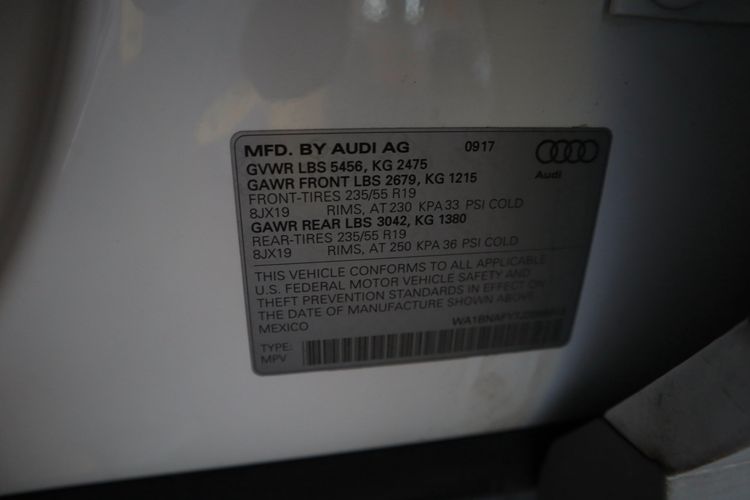 MFD. BY AUDI AG 09 17
GVWR LBS 5456, KG 2475
GAWR FRONT LBS 2679, KG 1215
FRONT-TIRES 235/55 R19
8JX19 RIMS, AT 230 KPA 33 PSI COLD
GAWR REAR LBS 3042, KG 1380
REAR-TIRES 235/55 R19
8JX19 RIMS, AT 250 KPA 36 PSI COLD
Audi
THIS VEHICLE CONFORMS TO ALL APPLICABLE
U.S. FEDERAL MOTOR VEHICLE SAFETY AND
THEFT PREVENTION STANDARDS IN EFFECT ON
THE DATE OF MANUFACTURE SHOWN ABOVE.
MEXICO
TYPE:
MPV